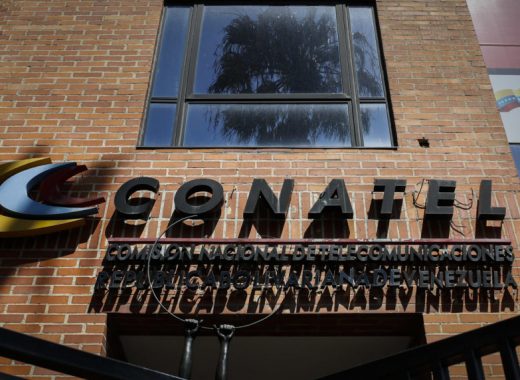 CONATEL
COMISION NACIONAL DE TELECOMUNICACIONES
REPUBLICA BOLIVARIANA DE VENEZUELA